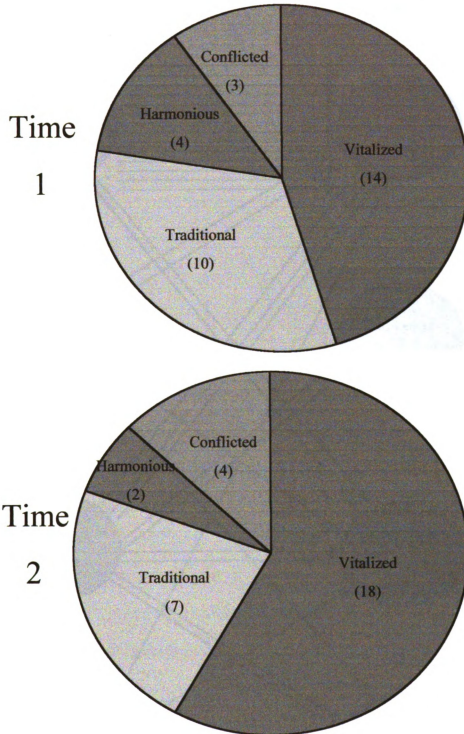 Time
1
Conflicted
(3)
Harmonious
(4)
Vitalized
(14)
Traditional
(10)
Time
2
Conflicted
(4)
Harmonious
(2)
Vitalized
(18)
Traditional
(7)